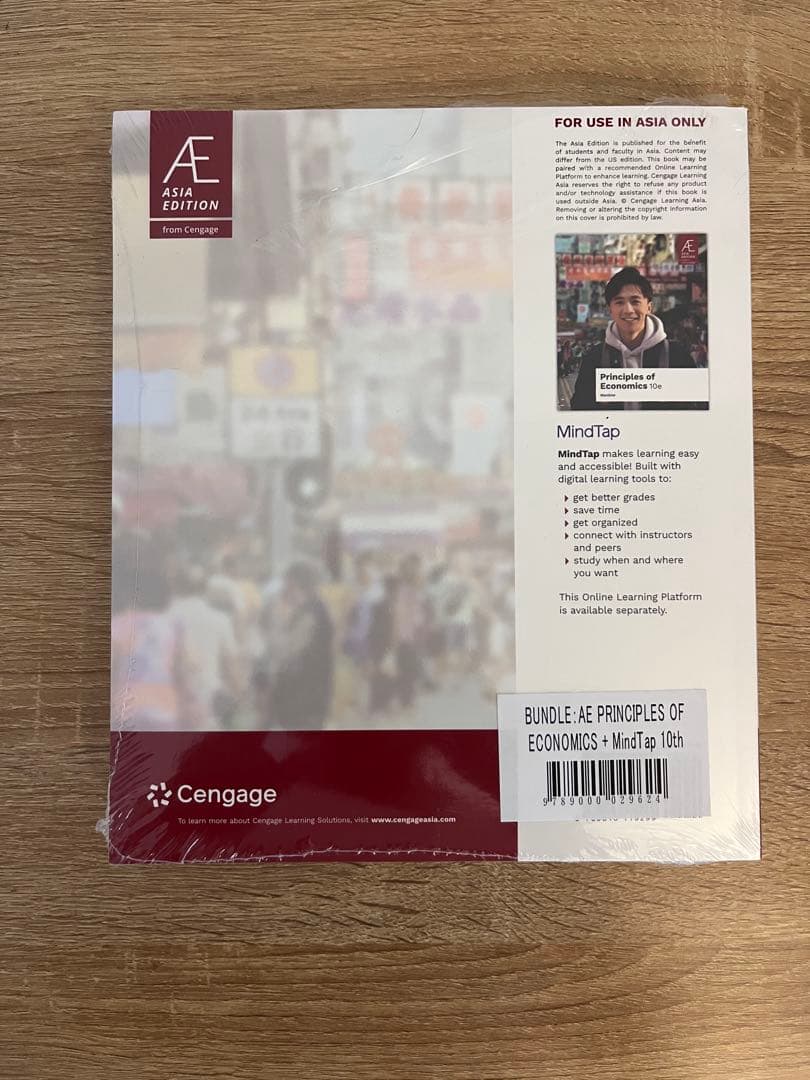 Æ
ASIA
EDITION
from Cengage
FOR USE IN ASIA ONLY
The Asia Edition is published for the benefit
of students and faculty in Asia. Content may
differ from the US edition. This book may be
paired with a recommended Online Learning
Platform to enhance learning. Cengage Learning
Asia reserves the right to refuse any product
and/or technology assistance if this book is
used outside Asia. © Cengage Learning Asia.
Removing or altering the copyright information
on this cover is prohibited by law.
Æ
ASIA
EDITION
Principles of
Economics 10e
Mankiw
MindTap
MindTap makes learning easy
and accessible! Built with
digital learning tools to:
get better grades
save time
get organized
connect with instructors
and peers
study when and where
you want
This Online Learning Platform
is available separately.
BUNDLE:AE PRINCIPLES OF
ECONOMICS + MindTap 10th
9 789000 029624
Cengage
To learn more about Cengage Learning Solutions, visit www.cengageasia.com